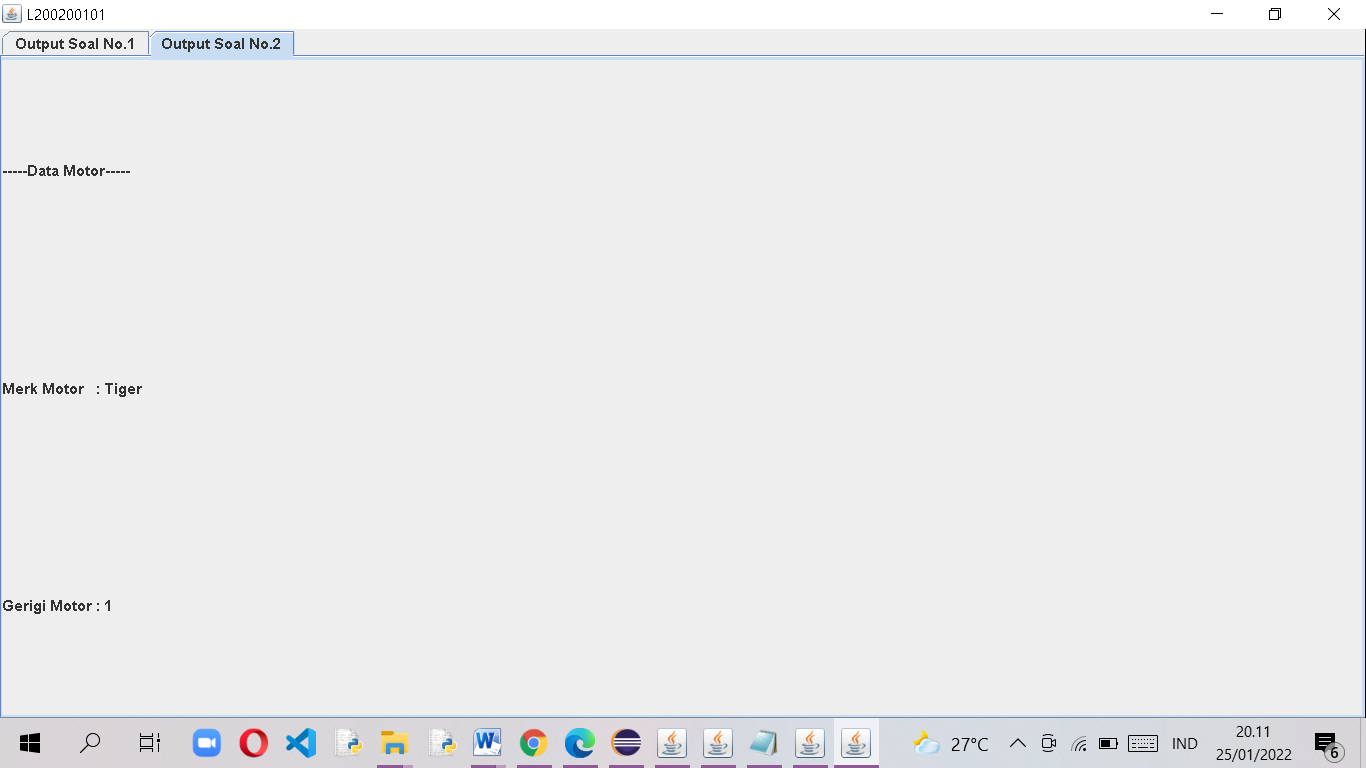 L200200101
Output Soal No.1
Output Soal No.2
-----Data Motor-----
Merk Motor   : Tiger
Gerigi Motor : 1
27°C
IND
20.11
25/01/2022
6